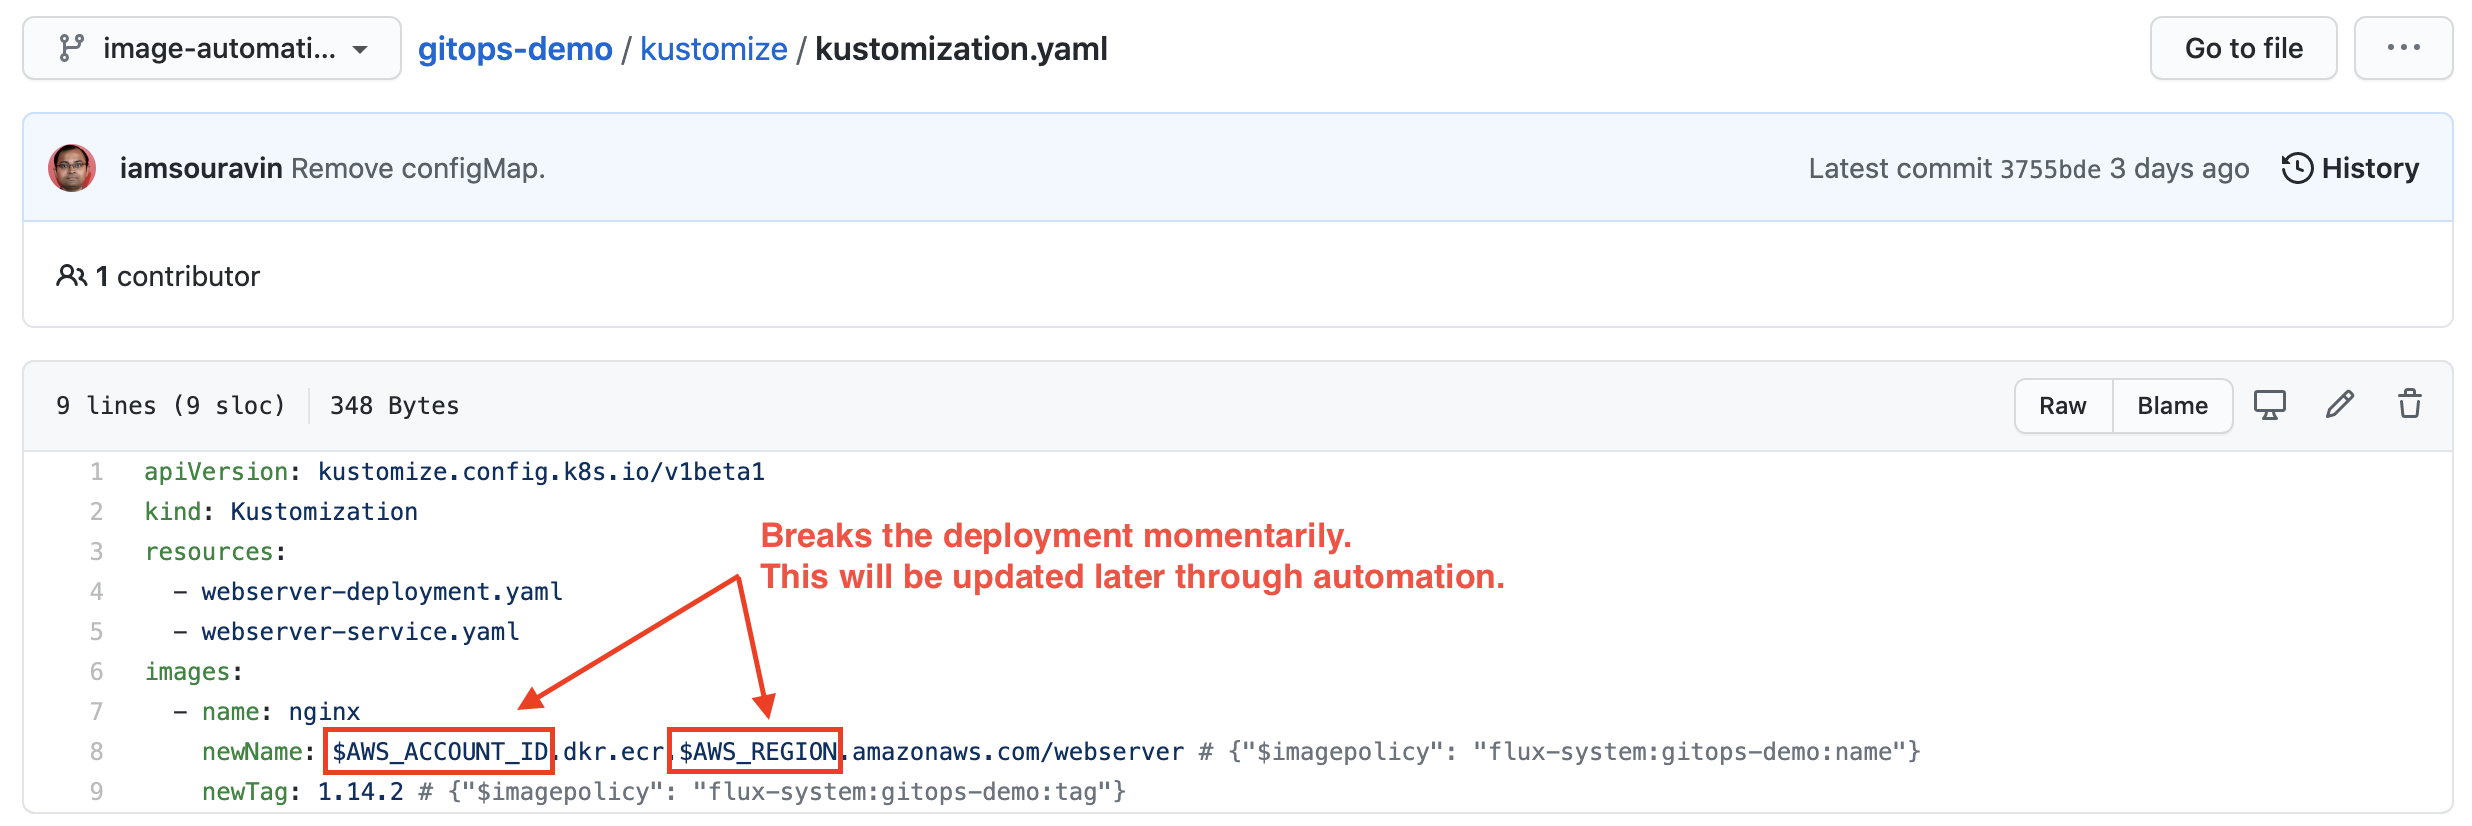 image-automati... gitops-demo / kustomize / kustomization.yaml Go to file ...
iamsouravin Remove configMap. Latest commit 3755bde 3 days ago History
1 contributor
9 lines (9 sloc) 348 Bytes Raw Blame
1 apiVersion: kustomize.config.k8s.io/v1beta1
2 kind: Kustomization
Breaks the deployment momentarily.
3 resources:
This will be updated later through automation.
4 - webserver-deployment.yaml
5 - webserver-service.yaml
6 images:
7 - name: nginx
8 newName: $AWS_ACCOUNT_ID.dkr.ecr.$AWS_REGION.amazonaws.com/webserver # {"$imagepolicy": "flux-system:gitops-demo:name"}
9 newTag: 1.14.2 # {"$imagepolicy": "flux-system:gitops-demo:tag"}